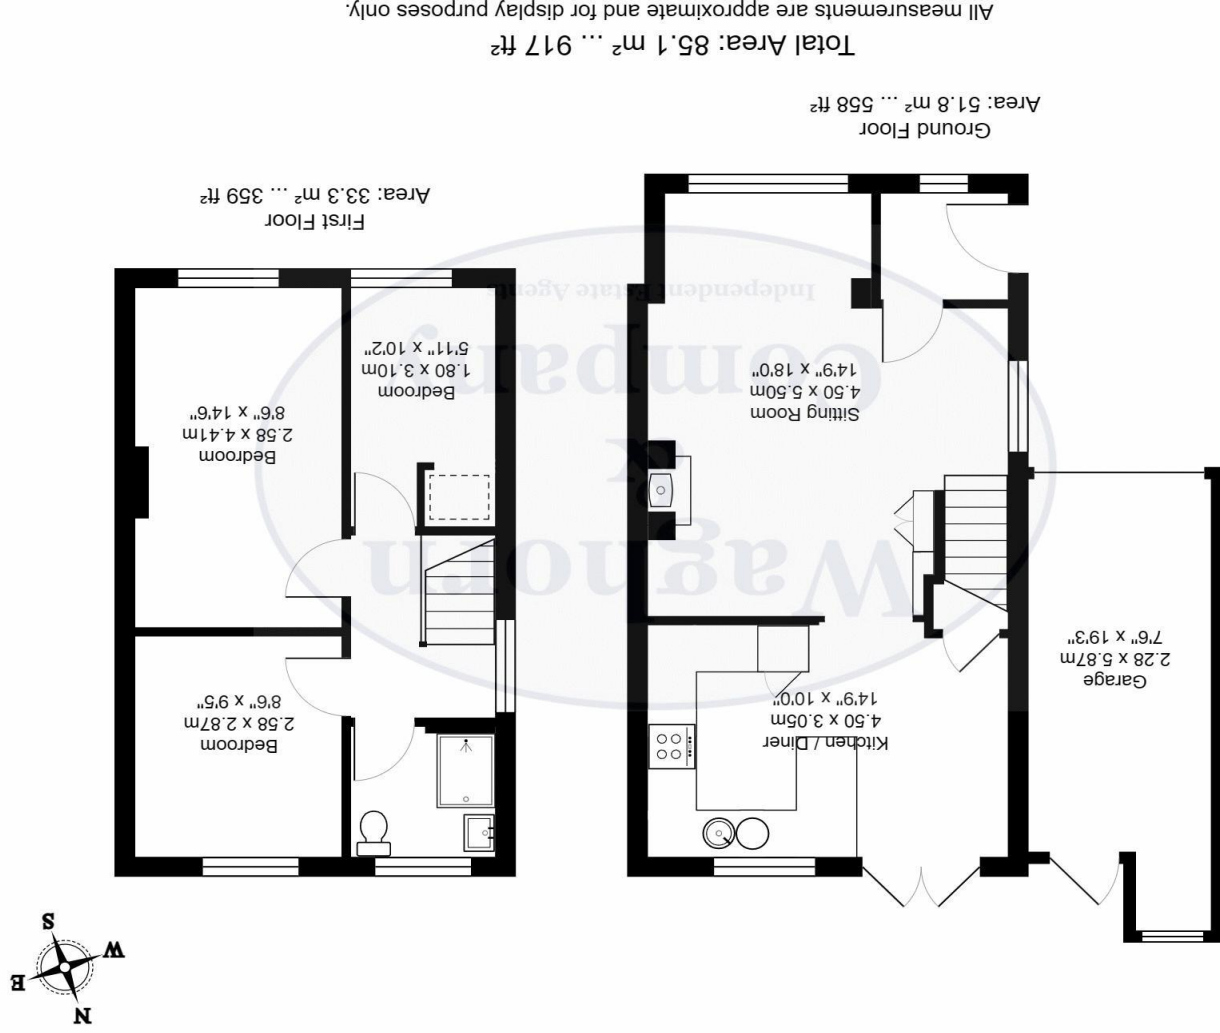 N
W
E
S
Garage
2.28 x 5.87m
7'6" x 19'3"
Kitchen / Diner
4.50 x 3.05m
14'9" x 10'0"
Bedroom
2.58 x 2.87m
8'6" x 9'5"
Sitting Room
4.50 x 5.50m
14'9" x 18'0"
Bedroom
2.58 x 4.41m
8'6" x 14'6"
Bedroom
1.80 x 3.10m
5'11" x 10'2"
Wagnorn
&
Company
Independent Estate Agents
First Floor
Area: 33.3 m² ... 359 ft²
Ground Floor
Area: 51.8 m² ... 558 ft²
Total Area: 85.1 m² ... 917 ft²
All measurements are approximate and for display purposes only.